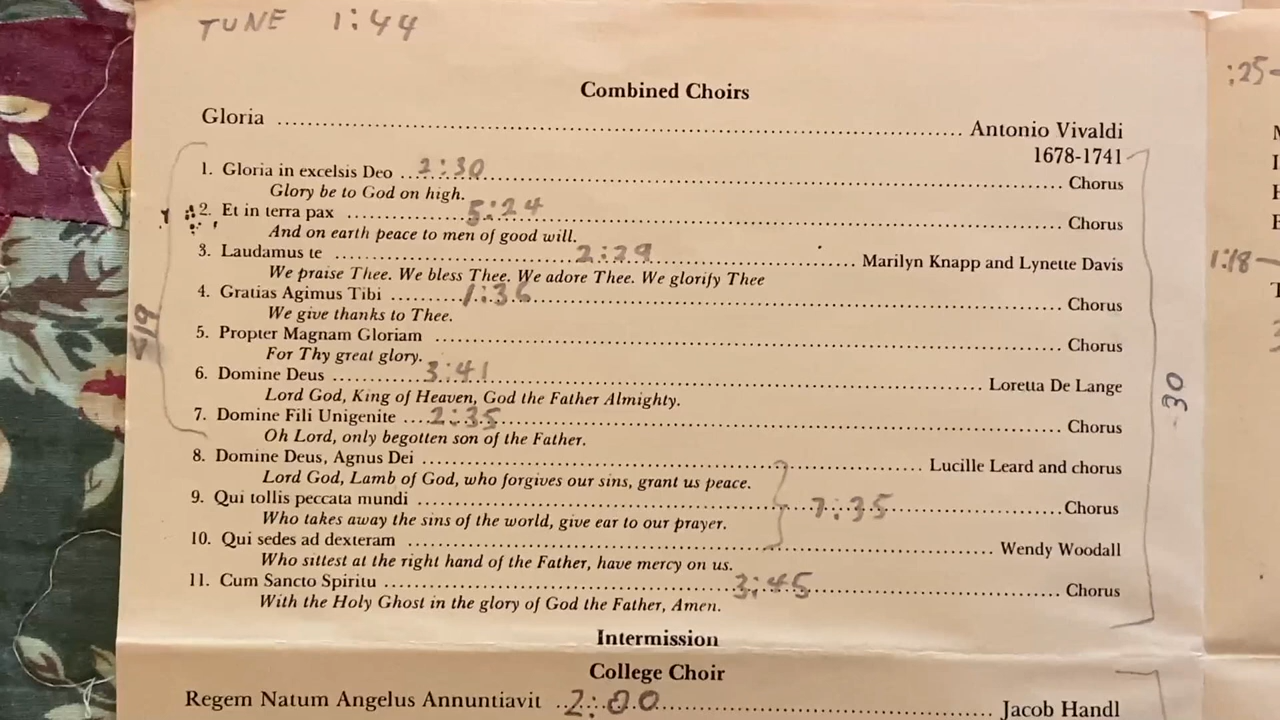 TUNE 1:44
Combined Choirs
Gloria ........ Antonio Vivaldi
1678-1741
1. Gloria in excelsis Deo ... 2:30 ........ Chorus
Glory be to God on high.
2. Et in terra pax ........ 5:24 ........ Chorus
And on earth peace to men of good will.
3. Laudamus te ........ 2:29 ........ Marilyn Knapp and Lynette Davis
We praise Thee. We bless Thee. We adore Thee. We glorify Thee
4. Gratias Agimus Tibi ........ 1:36 ........ Chorus
We give thanks to Thee.
5. Propter Magnam Gloriam ........ Chorus
For Thy great glory.
6. Domine Deus ........ 3:41 ........ Loretta De Lange
Lord God, King of Heaven, God the Father Almighty.
7. Domine Fili Unigenite .... 2:35 ........ Chorus
Oh Lord, only begotten son of the Father.
8. Domine Deus, Agnus Dei ........ Lucille Leard and chorus
Lord God, Lamb of God, who forgives our sins, grant us peace.
9. Qui tollis peccata mundi ........ 7:35 ........ Chorus
Who takes away the sins of the world, give ear to our prayer.
10. Qui sedes ad dexteram ........ Wendy Woodall
Who sittest at the right hand of the Father, have mercy on us.
11. Cum Sancto Spiritu ........ 3:45 ........ Chorus
With the Holy Ghost in the glory of God the Father, Amen.
Intermission
College Choir
Regem Natum Angelus Annuntiavit .. 2:00 ........ Jacob Handl
30
:25
1:18